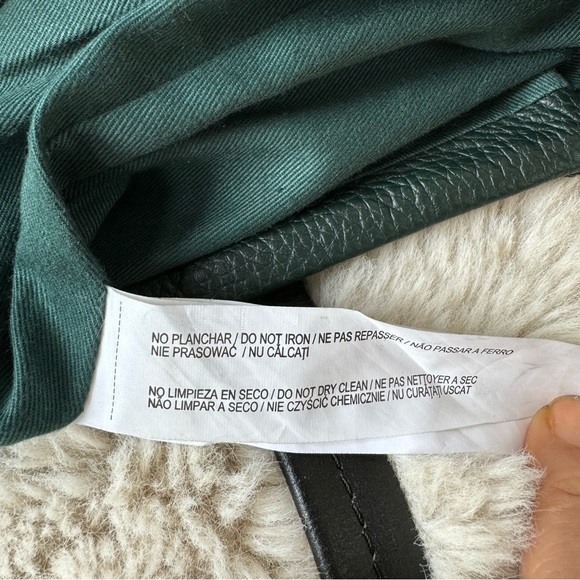 NO PLANCHAR / DO NOT IRON / NE PAS REPASSER / NÃO PASSAR A FERRO
NIE PRASOWAĆ / NU CĂLCAȚI
NO LIMPIEZA EN SECO / DO NOT DRY CLEAN / NE PAS NETTOYER A SEC
NÃO LIMPAR A SECO / NIE CZYŚCIĆ CHEMICZNIE / NU CURĂȚAȚI USCAT